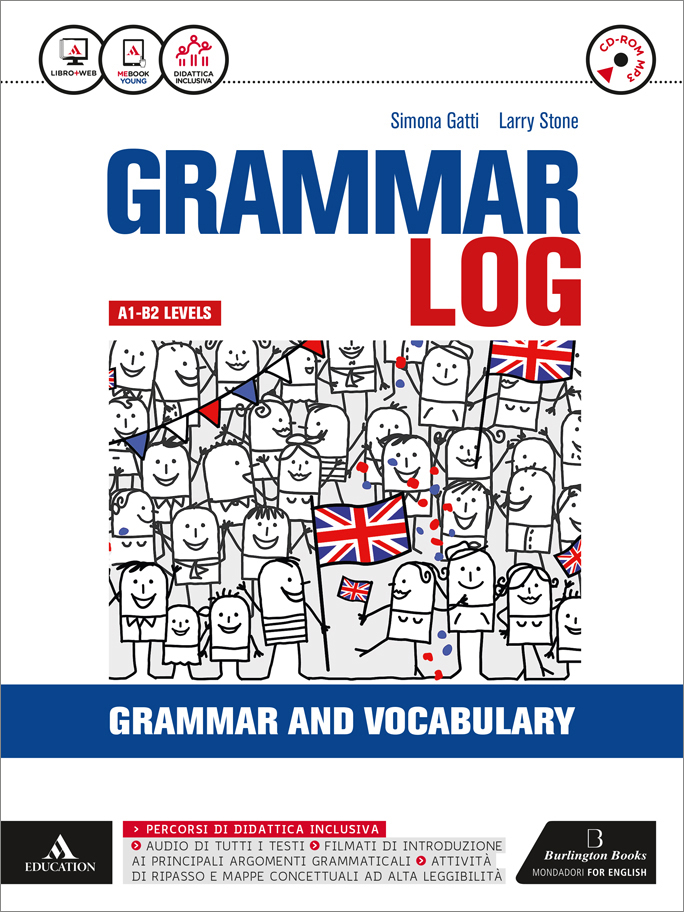 LIBRO+WEB
MEBOOK
YOUNG
DIDATTICA
INCLUSIVA
CD-ROM MP3
Simona Gatti Larry Stone
GRAMMAR
LOG
A1-B2 LEVELS
GRAMMAR AND VOCABULARY
EDUCATION
> PERCORSI DI DIDATTICA INCLUSIVA
> AUDIO DI TUTTI I TESTI > FILMATI DI INTRODUZIONE
AI PRINCIPALI ARGOMENTI GRAMMATICALI > ATTIVITÀ
DI RIPASSO E MAPPE CONCETTUALI AD ALTA LEGGIBILITÀ
B
Burlington Books
MONDADORI FOR ENGLISH